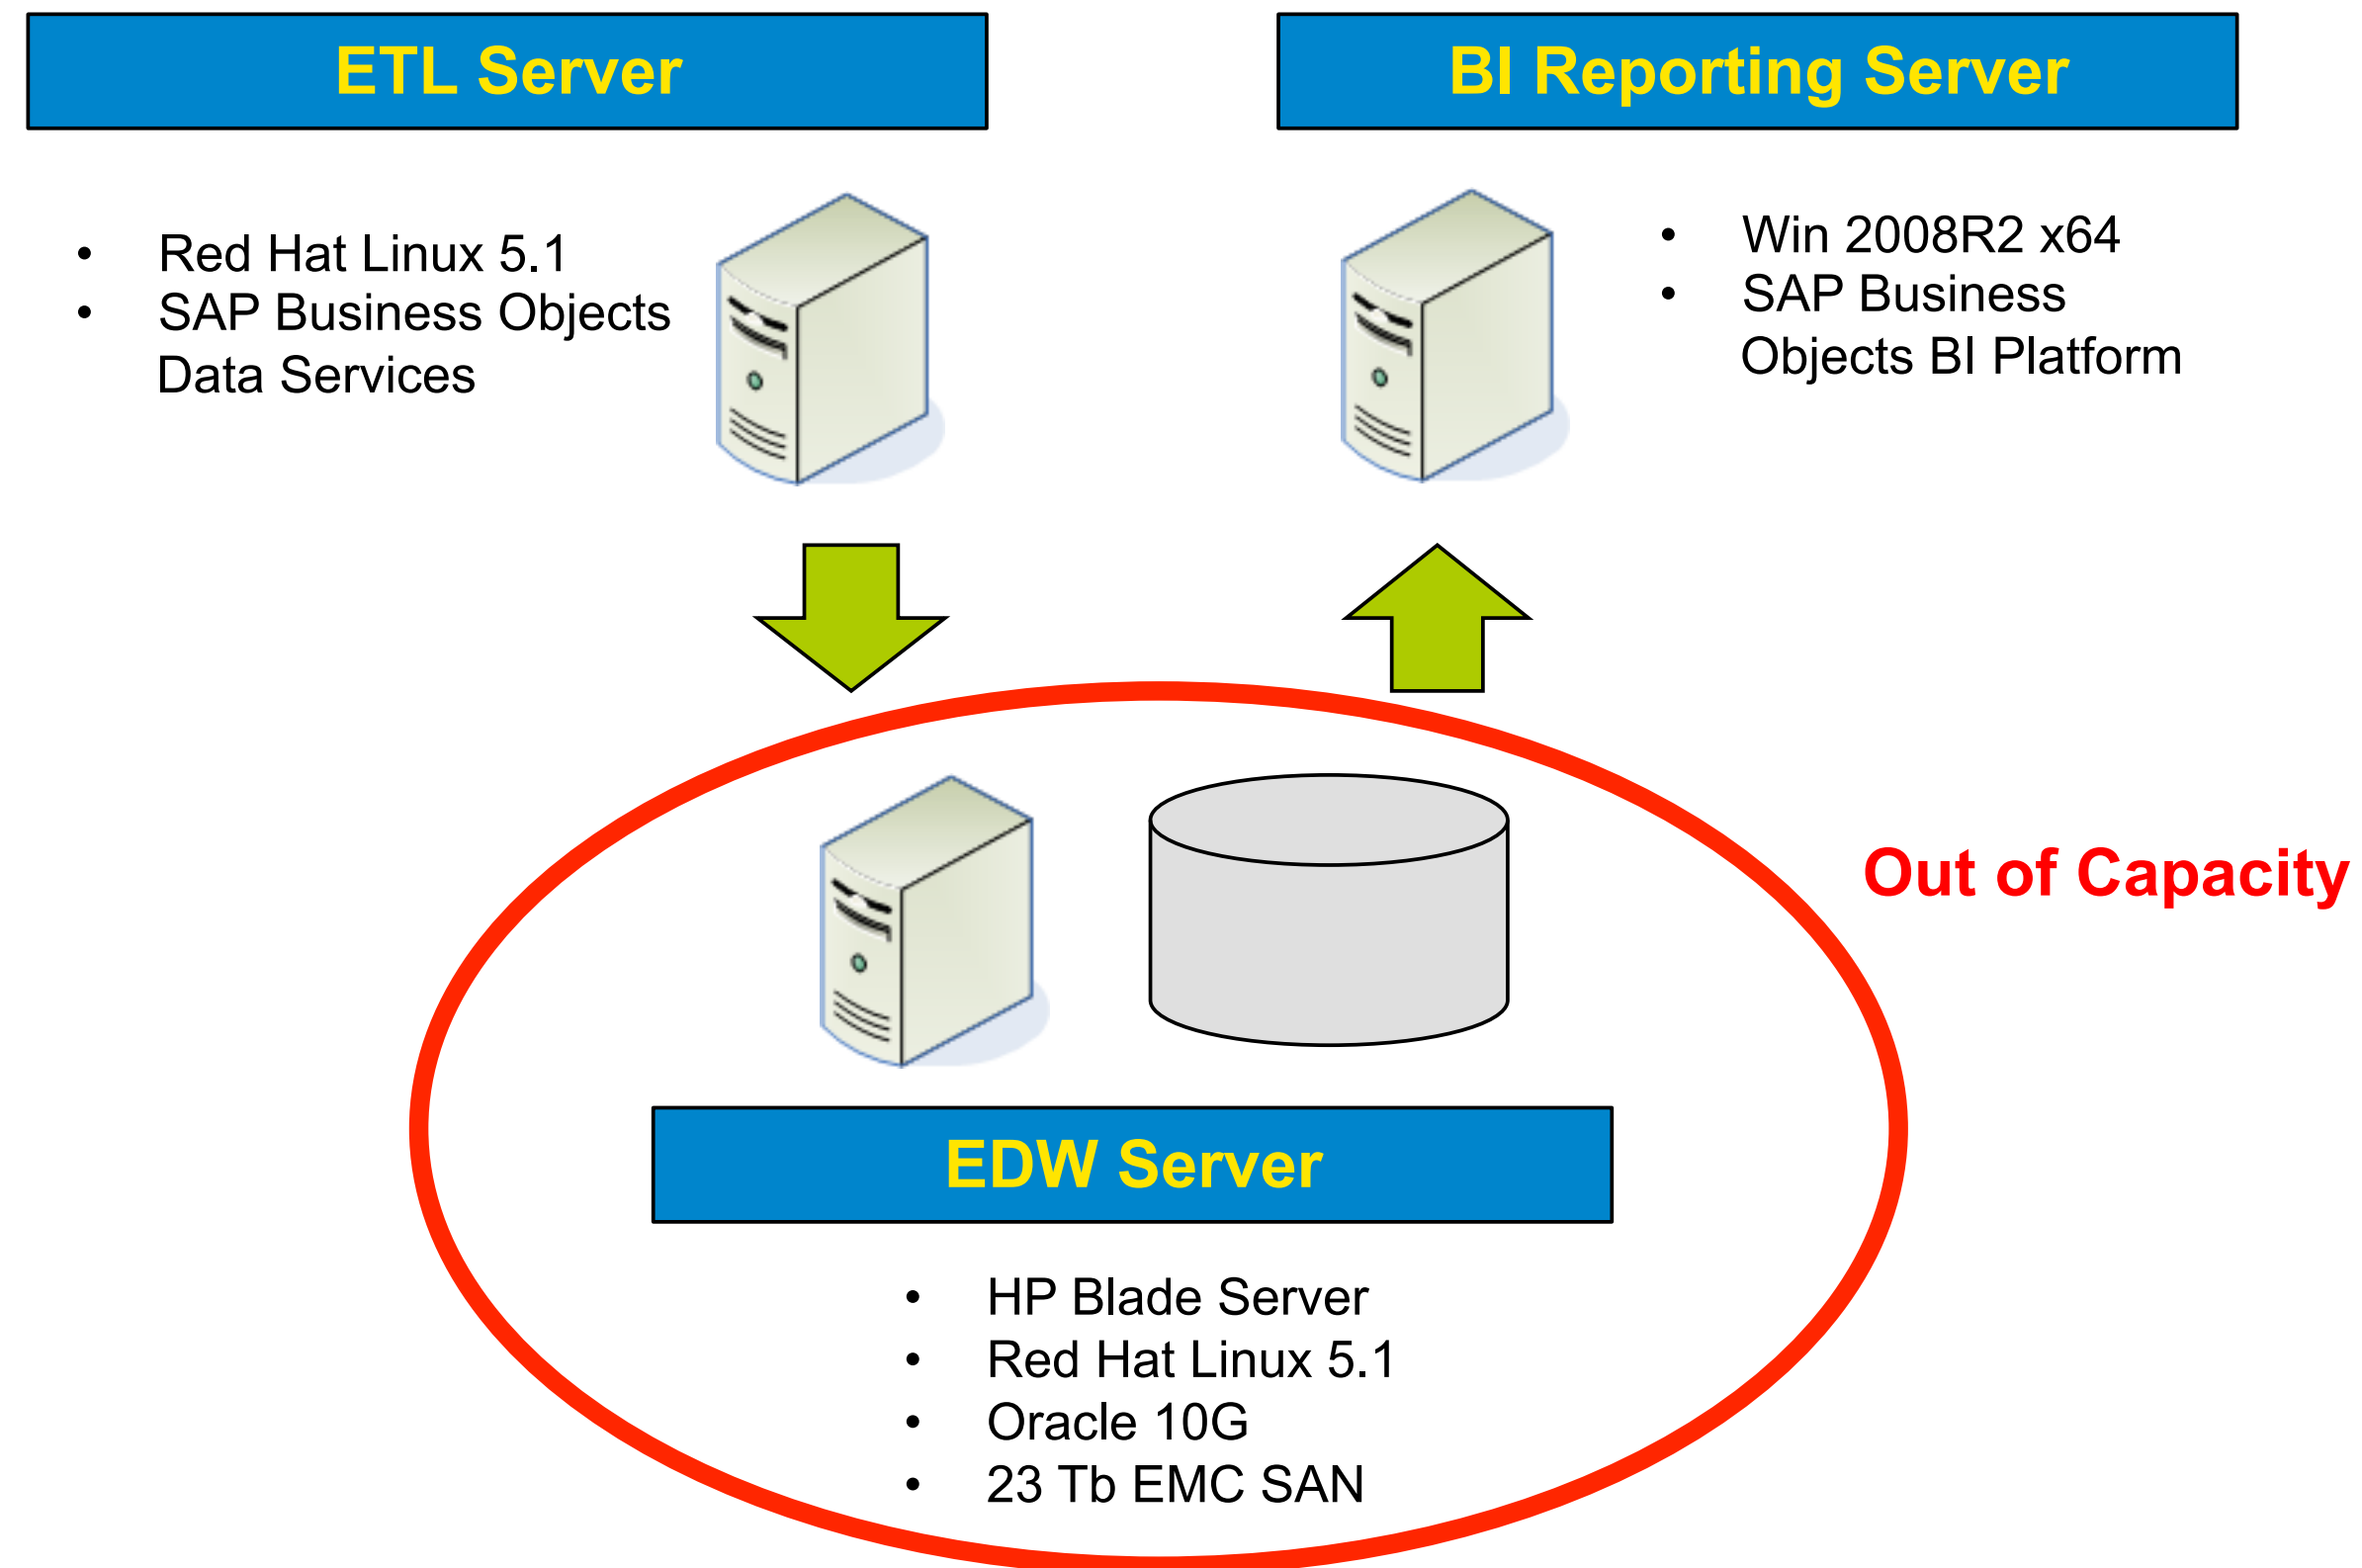 ETL Server
BI Reporting Server
• Red Hat Linux 5.1
• SAP Business Objects
Data Services
• Win 2008R2 x64
• SAP Business
Objects BI Platform
Out of Capacity
EDW Server
• HP Blade Server
• Red Hat Linux 5.1
• Oracle 10G
• 23 Tb EMC SAN